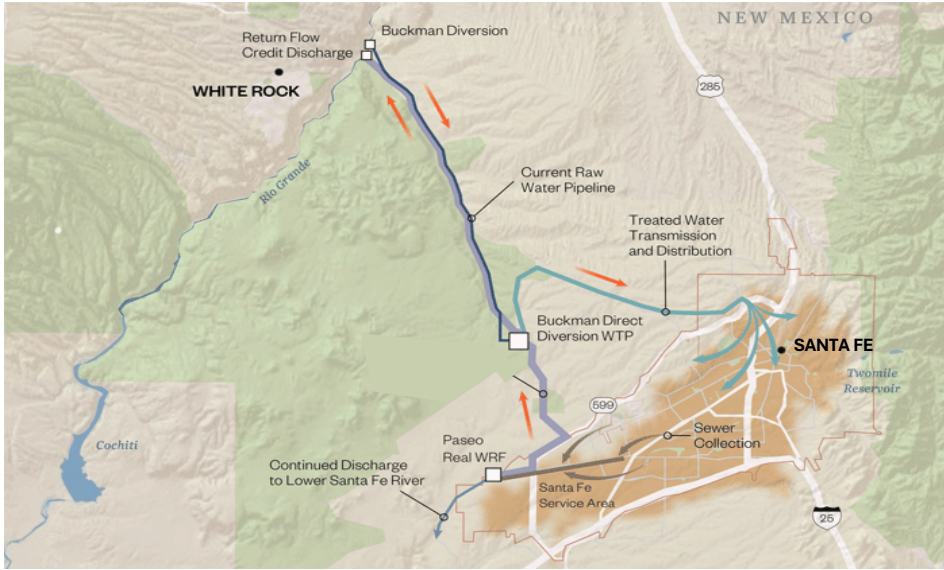 NEW MEXICO
Buckman Diversion
Return Flow
Credit Discharge
WHITE ROCK
285
Rio Grande
Current Raw
Water Pipeline
Treated Water
Transmission
and Distribution
Buckman Direct
Diversion WTP
SANTA FE
Twomile
Reservoir
599
Cochiti
Paseo
Real WRF
Sewer
Collection
Continued Discharge
to Lower Santa Fe River
Santa Fe
Service Area
25